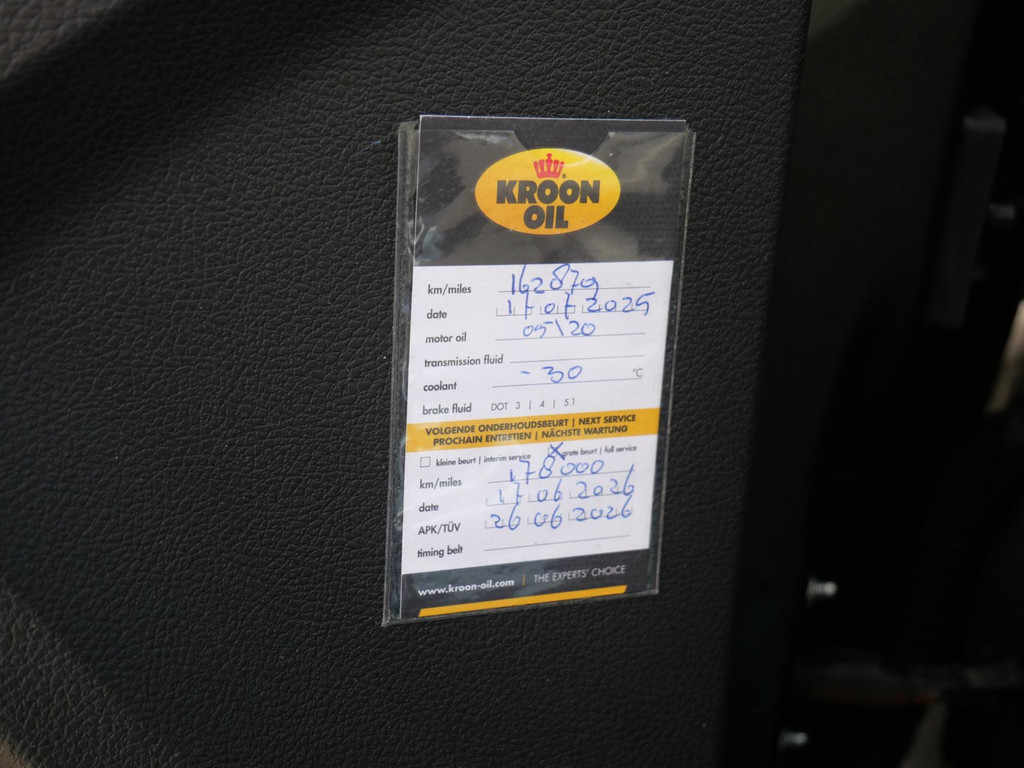 KROON
OIL
km/miles 162870
date 17 07 2025
motor oil 05\20
transmission fluid
coolant -30 °C
brake fluid DOT 3 | 4 | 5.1
VOLGENDE ONDERHOUDSBEURT | NEXT SERVICE
PROCHAIN ENTRETIEN | NÄCHSTE WARTUNG
kleine beurt | interim service X grote beurt | full service
km/miles 178000
date 17 06 2026
APK/TÜV 26 06 2026
timing belt
www.kroon-oil.com | THE EXPERTS' CHOICE